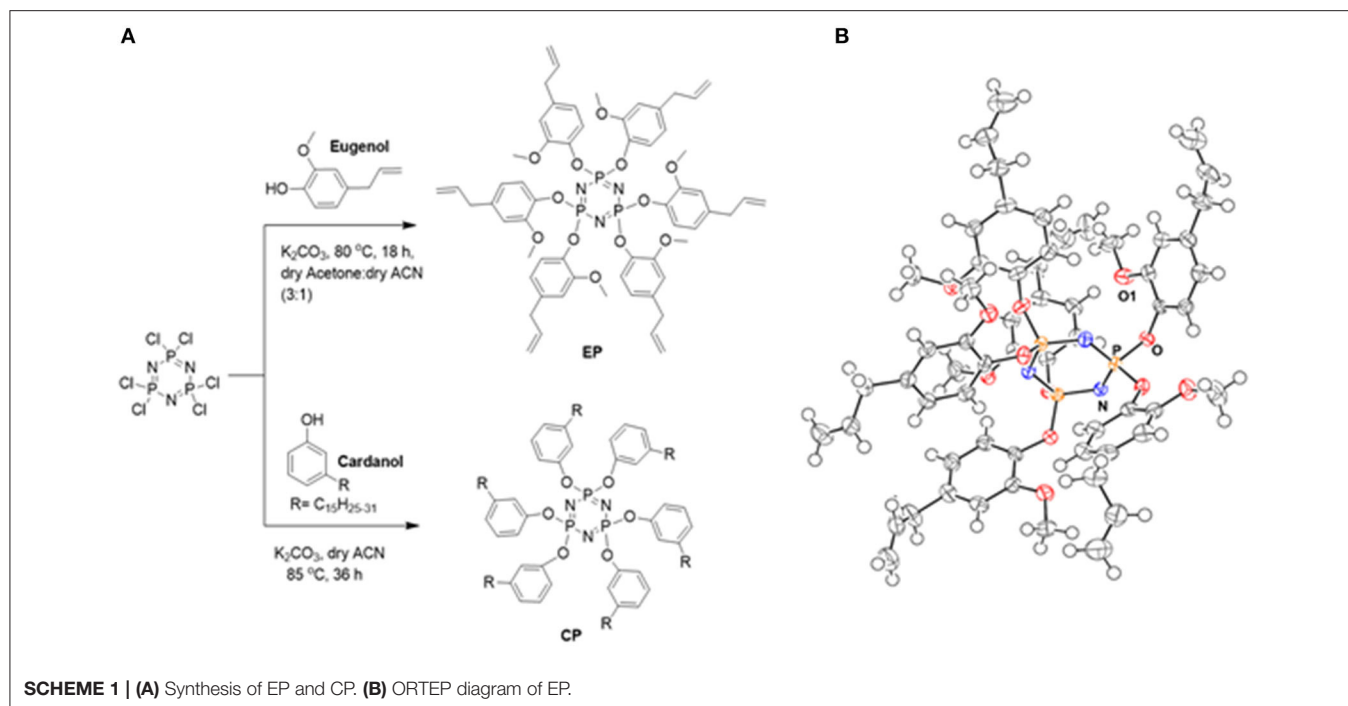 A
B
Eugenol
O
HO
K₂CO₃, 80 °C, 18 h,
dry Acetone:dry ACN
(3:1)
O
O
O
O
O
O
O
O
O
O
O
O
P
N
N
P
P
N
EP
Cl
Cl
P
N
N
Cl
P
P
Cl
Cl
N
Cl
OH
Cardanol
R
R= C₁₅H₂₅₋₃₁
K₂CO₃, dry ACN
85 °C, 36 h
R
R
R
R
R
R
O
O
O
O
O
O
P
N
N
P
P
N
CP
O1
P
O
N
SCHEME 1 | (A) Synthesis of EP and CP. (B) ORTEP diagram of EP.